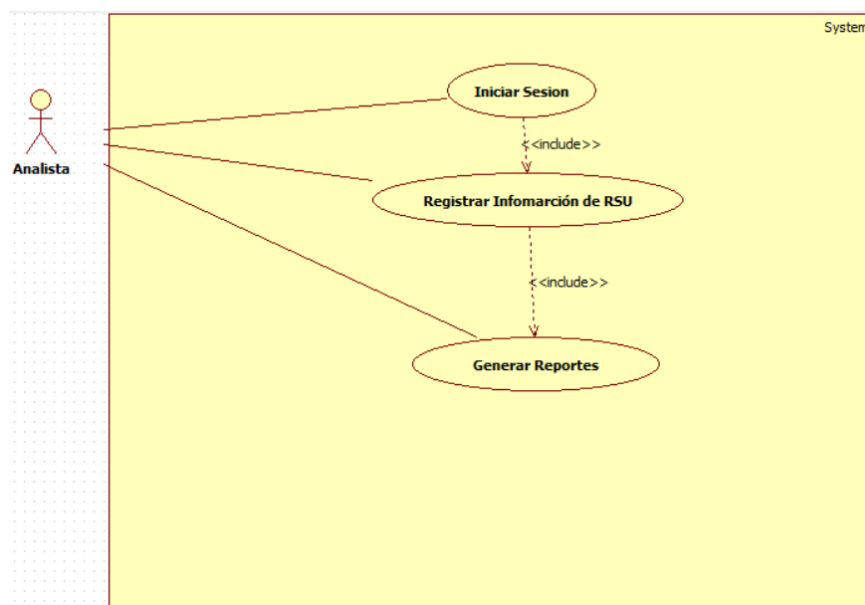 System
Iniciar Sesion
<<include>>
Analista
Registrar Infomarción de RSU
<<include>>
Generar Reportes